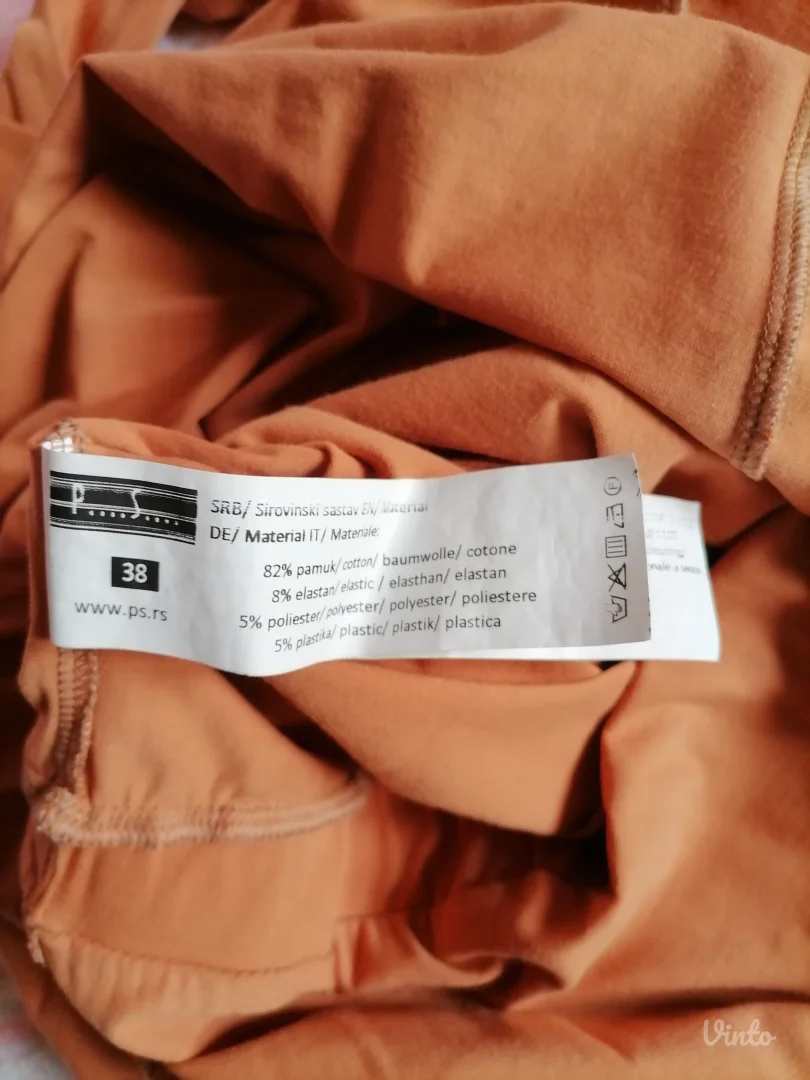 P....S....
38
www.ps.rs
SRB/ Sirovinski sastav EN/ Material
DE/ Material IT/ Materiale:
82% pamuk/ cotton/ baumwolle/ cotone
8% elastan/ elastic / elasthan/ elastan
5% poliester/ polyester/ polyester/ poliestere
5% plastika/ plastic/ plastik/ plastica
P
a secco
Vinto